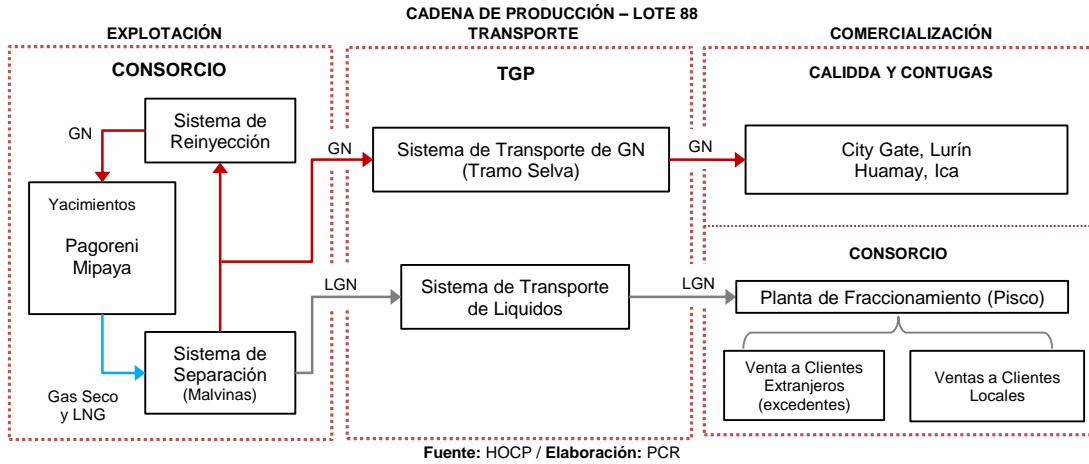 CADENA DE PRODUCCIÓN – LOTE 88
EXPLOTACIÓN
TRANSPORTE
COMERCIALIZACIÓN
CONSORCIO
TGP
CALIDDA Y CONTUGAS
GN
Sistema de
Reinyección
GN
Sistema de Transporte de GN
(Tramo Selva)
GN
City Gate, Lurín
Huamay, Ica
Yacimientos
Pagoreni
Mipaya
CONSORCIO
LGN
Sistema de Transporte
de Liquidos
LGN
Planta de Fraccionamiento (Pisco)
Sistema de
Separación
(Malvinas)
Gas Seco
y LNG
Venta a Clientes
Extranjeros
(excedentes)
Ventas a Clientes
Locales
Fuente: HOCP / Elaboración: PCR